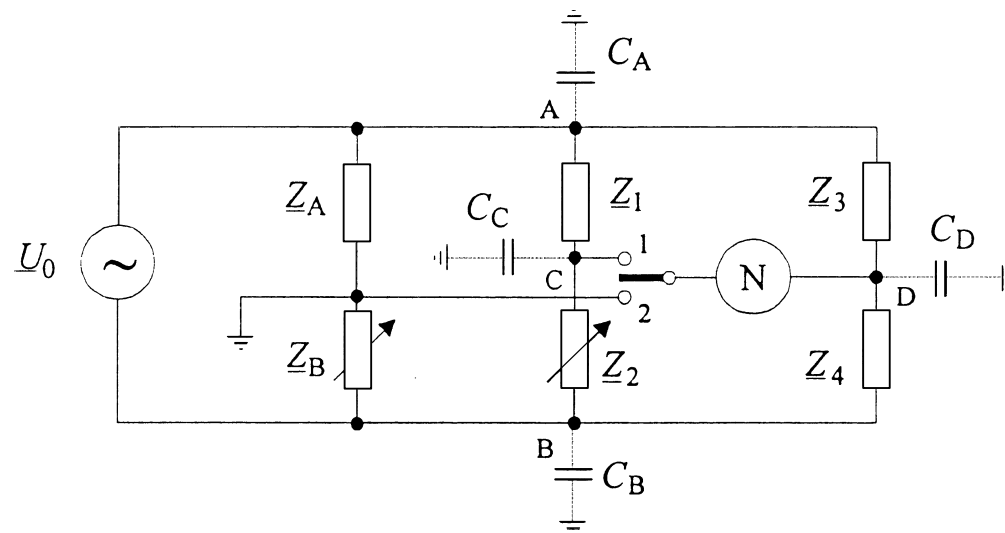 C_A
A
Z_A
Z_1
Z_3
C_C
1
C_D
U_0
~
C
N
D
2
Z_B
Z_2
Z_4
B
C_B